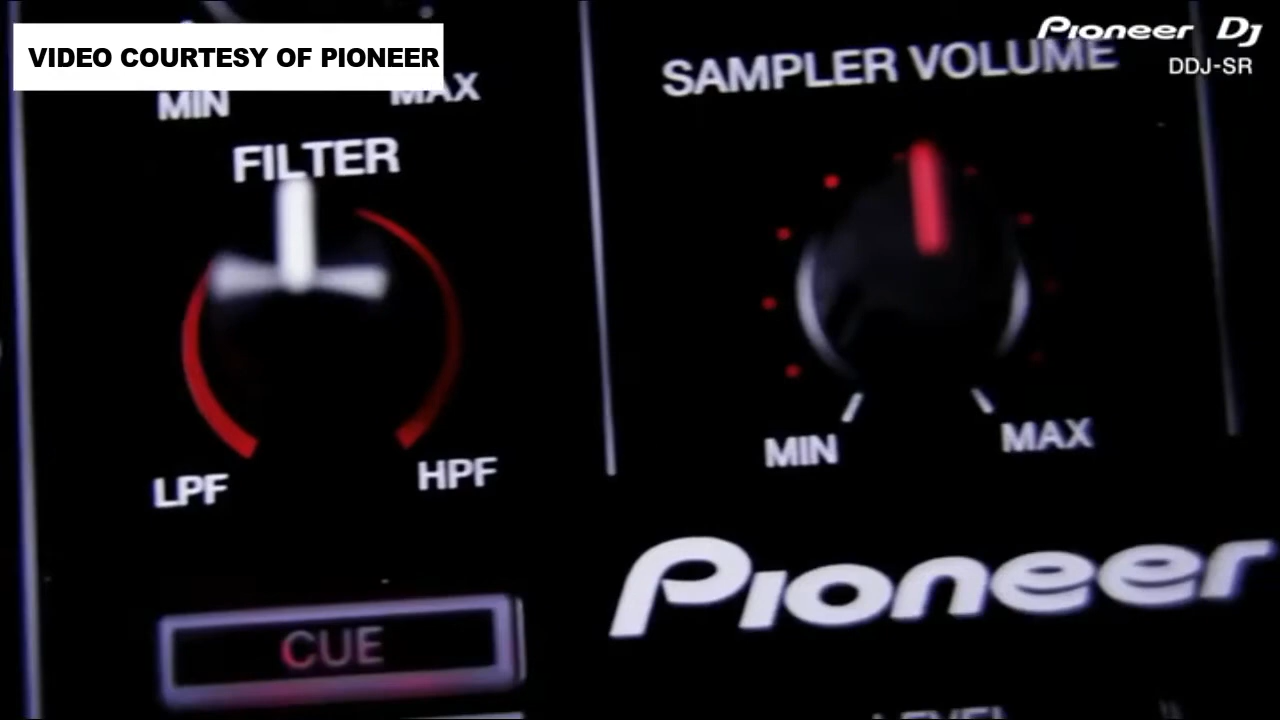 VIDEO COURTESY OF PIONEER
Pioneer DJ
DDJ-SR
MIN
MAX
SAMPLER VOLUME
FILTER
LPF
HPF
MIN
MAX
Pioneer
CUE
LEVEL